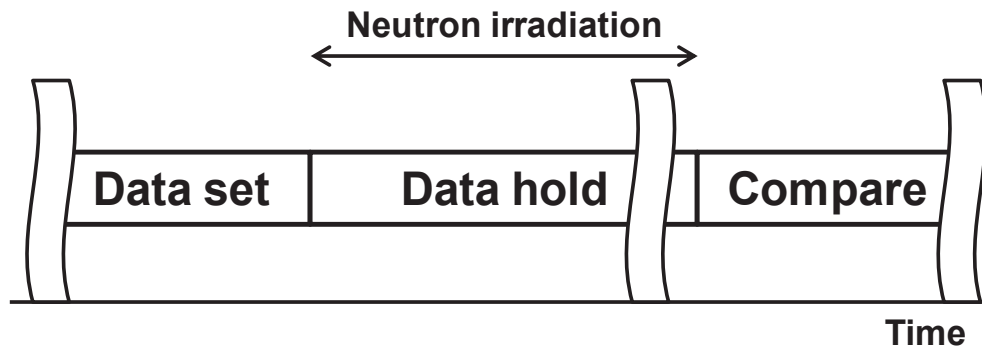 Neutron irradiation
Data set
Data hold
Compare
Time